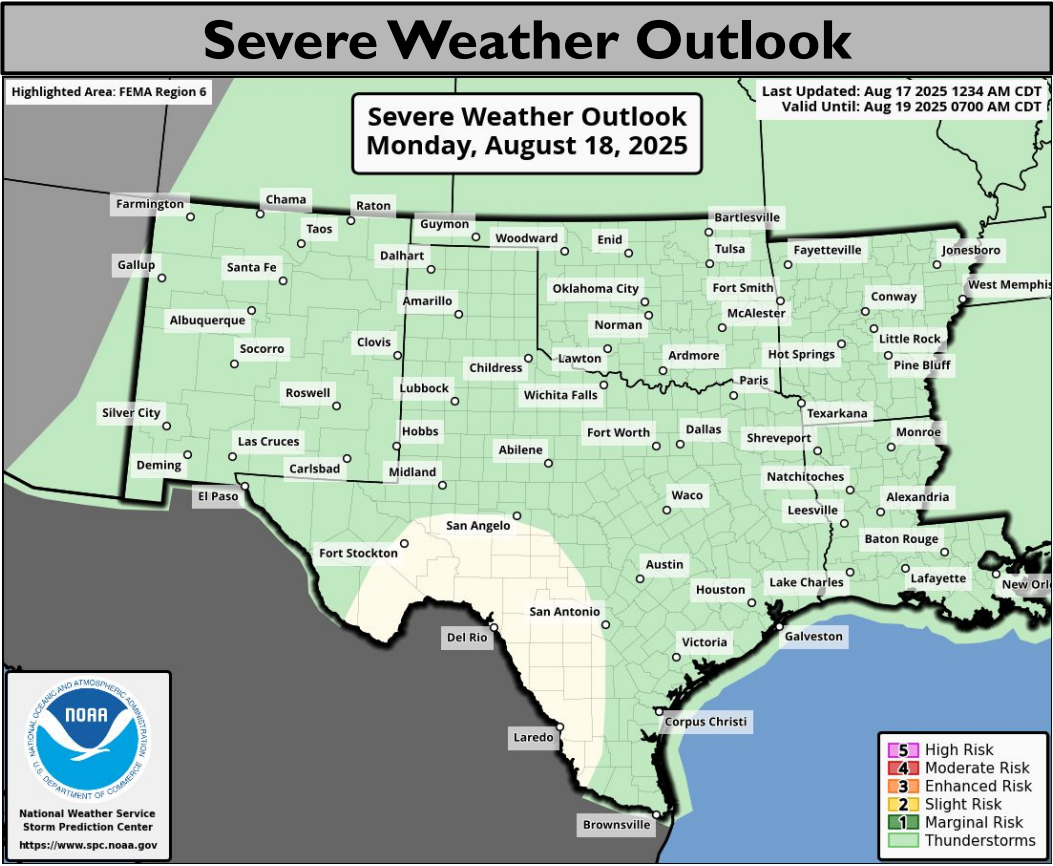 Severe Weather Outlook
Highlighted Area: FEMA Region 6
Last Updated: Aug 17 2025 1234 AM CDT
Valid Until: Aug 19 2025 0700 AM CDT
Severe Weather Outlook
Monday, August 18, 2025
Farmington
Chama
Raton
Taos
Guymon
Woodward
Enid
Bartlesville
Tulsa
Fayetteville
Jonesboro
Gallup
Santa Fe
Dalhart
Oklahoma City
Fort Smith
Conway
West Memphis
Albuquerque
Amarillo
Norman
McAlester
Little Rock
Socorro
Clovis
Childress
Lawton
Ardmore
Hot Springs
Pine Bluff
Roswell
Lubbock
Wichita Falls
Paris
Texarkana
Silver City
Las Cruces
Hobbs
Abilene
Fort Worth
Dallas
Shreveport
Monroe
Deming
Carlsbad
Midland
Natchitoches
El Paso
San Angelo
Waco
Leesville
Alexandria
Fort Stockton
Austin
Baton Rouge
Houston
Lake Charles
Lafayette
New Orl
San Antonio
Del Rio
Victoria
Galveston
Laredo
Corpus Christi
Brownsville
NATIONAL OCEANIC AND ATMOSPHERIC ADMINISTRATION
NOAA
U.S. DEPARTMENT OF COMMERCE
National Weather Service
Storm Prediction Center
https://www.spc.noaa.gov
5 High Risk
4 Moderate Risk
3 Enhanced Risk
2 Slight Risk
1 Marginal Risk
Thunderstorms